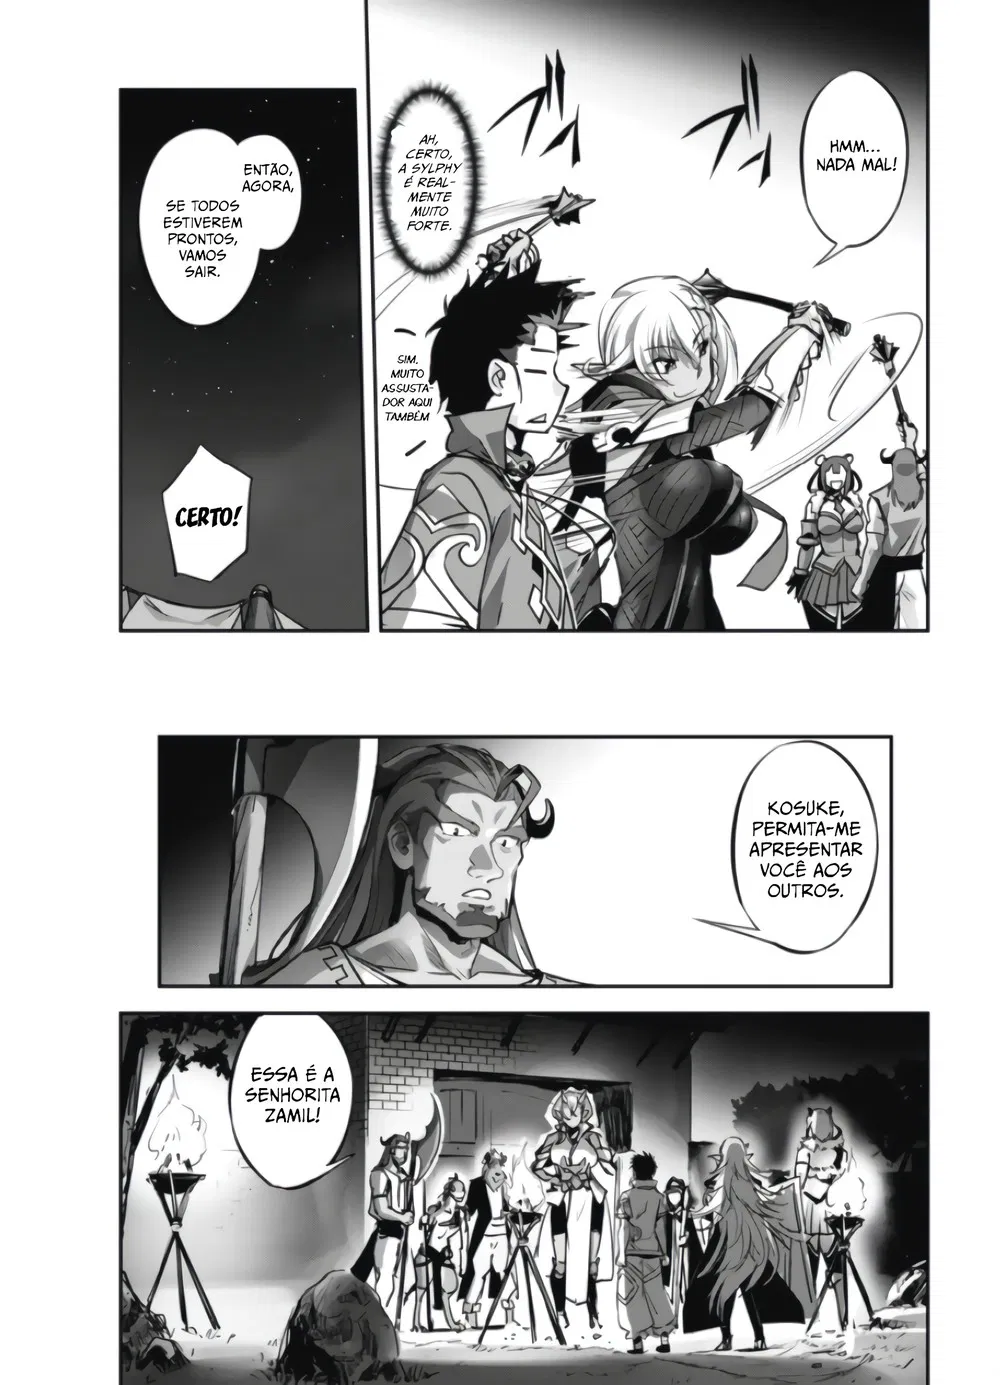 HMM...
NADA MAL!
AH,
CERTO,
A SYLPHY
É REAL-
MENTE
MUITO
FORTE.
SIM.
MUITO
ASSUSTA-
DOR AQUI
TAMBÉM
ENTÃO,
AGORA,
SE TODOS
ESTIVEREM
PRONTOS,
VAMOS
SAIR.
CERTO!
KOSUKE,
PERMITA-ME
APRESENTAR
VOCÊ AOS
OUTROS.
ESSA É A
SENHORITA
ZAMIL!